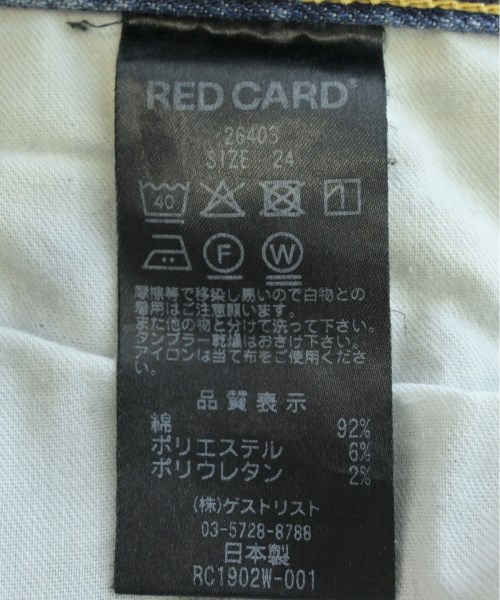 RED CARD®
26403
SIZE 24
40
F W
摩擦等で移染し易いので白物との
着用はご注意願います。
また他の物と分けて洗って下さい。
タンブラー乾燥はおさけ下さい。
アイロンは当て布をご使用くださ
い。
品質表示
綿 92%
ポリエステル 6%
ポリウレタン 2%
(株)ゲストリスト
03-5728-8788
日本製
RC1902W-001